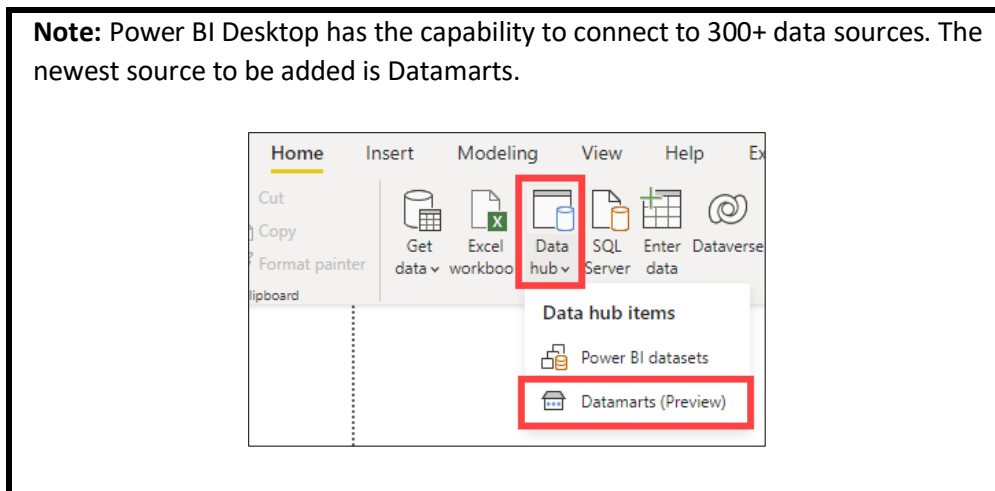 Note: Power BI Desktop has the capability to connect to 300+ data sources. The
newest source to be added is Datamarts.
Home Insert Modeling View Help Ex
Cut
Copy
Format painter
lipboard
Get
data
Excel
workboo
Data
hub
SQL
Server
Enter
data
Dataverse
Data hub items
Power BI datasets
Datamarts (Preview)